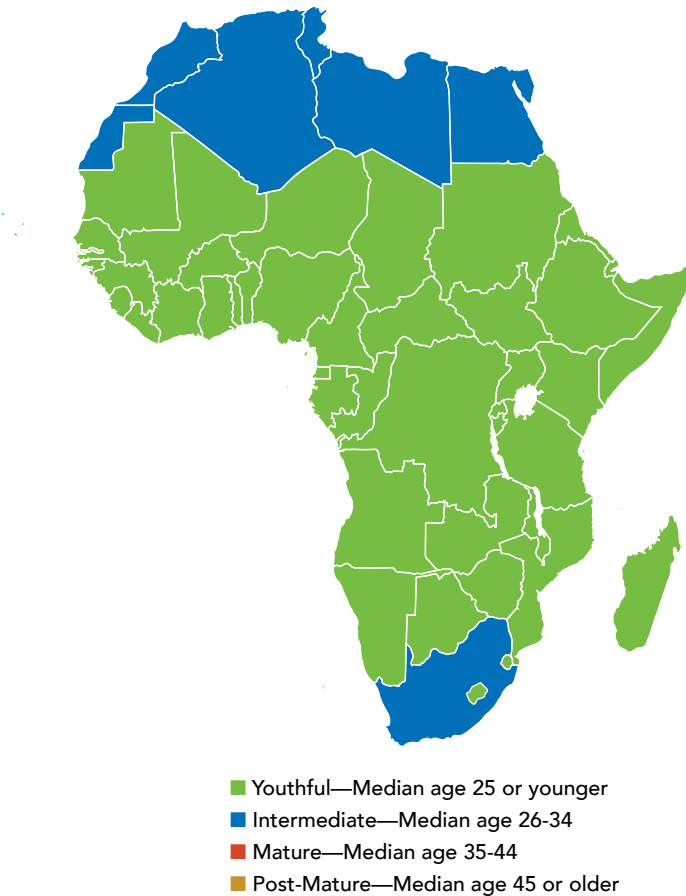 Youthful—Median age 25 or younger
Intermediate—Median age 26-34
Mature—Median age 35-44
Post-Mature—Median age 45 or older